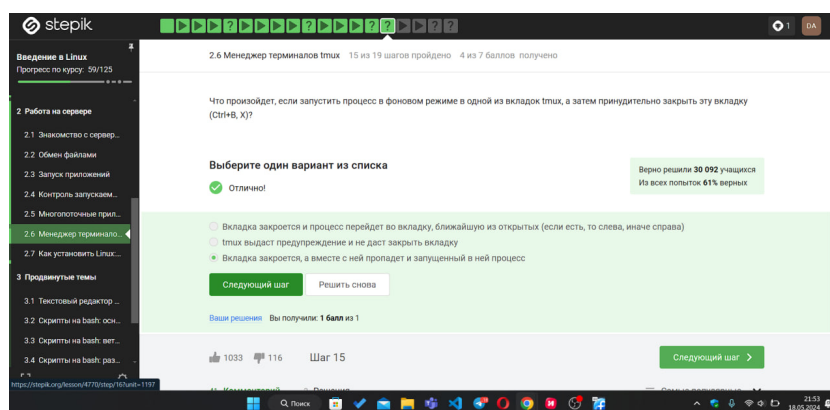 stepik
1
DA
Введение в Linux
Прогресс по курсу: 59/125
2.6 Менеджер терминалов tmux 15 из 19 шагов пройдено 4 из 7 баллов получено
2 Работа на сервере
2.1 Знакомство с сервер...
2.2 Обмен файлами
2.3 Запуск приложений
2.4 Контроль запускаем...
2.5 Многопоточные прил...
2.6 Менеджер терминало...
2.7 Как установить Linux:...
3 Продвинутые темы
3.1 Текстовый редактор ...
3.2 Скрипты на bash: осн...
3.3 Скрипты на bash: вет...
3.4 Скрипты на bash: раз...
https://stepik.org/lesson/4770/step/16?unit=1197
Что произойдет, если запустить процесс в фоновом режиме в одной из вкладок tmux, а затем принудительно закрыть эту вкладку
(Ctrl+B, X)?
Выберите один вариант из списка
Отлично!
Верно решили 30 092 учащихся
Из всех попыток 61% верных
Вкладка закроется и процесс перейдет во вкладку, ближайшую из открытых (если есть, то слева, иначе справа)
tmux выдаст предупреждение и не даст закрыть вкладку
Вкладка закроется, а вместе с ней пропадет и запущенный в ней процесс
Следующий шаг
Решить снова
Ваши решения Вы получили: 1 балл из 1
1033 116 Шаг 15
Следующий шаг
Поиск
21:53
18.05.2024